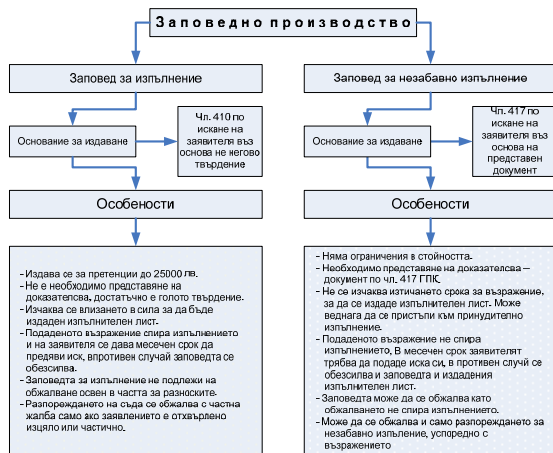 Заповедно производство
Заповед за изпълнение
Заповед за незабавно изпълнение
Основание за издаване
Чл. 410 по
искане на
заявителя въз
основа не негово
твърдение
Основание за издаване
Чл. 417 по
искане на
заявителя въз
основа на
представен
документ
Особености
Особености
- Издава се за претенции до 25000 лв.
- Не е необходимо представяне на
доказателсва, достатъчно е голото твърдение.
- Изчаква се влизането в сила за да бъде
издаден изпълнителен лист.
- Подаденото възражение спира изпълнението
и на заявителя се дава месечен срок да
предяви иск, впротивен случай заповедта се
обезсилва.
- Заповедта за изпълнение не подлежи на
обжалване освен в частта за разноските.
- Разпореждането на съда се обжалва с частна
жалба само ако заявлението е отхвърлено
изцяло или частично.
- Няма ограничения в стойността.
- Необходимо представяне на доказателсва –
документ по чл. 417 ГПК.
- Не се изчаква изтичането срока за възражение,
за да се издаде изпълнителен лист. Може
веднага да се пристъпи към принудително
изпълнение.
- Подаденото възражение не спира
изпълнението, В месечен срок заявителят
трябва да подаде иска си, в противен случй се
обезсилва и заповедта и издадения
изпълнителен лист.
- Заповедта може да се обжалва като
обжалването не спира изпълнението.
- Може да се обжалва и само разпореждането за
незабавно изпъление, успоредно с
възражението